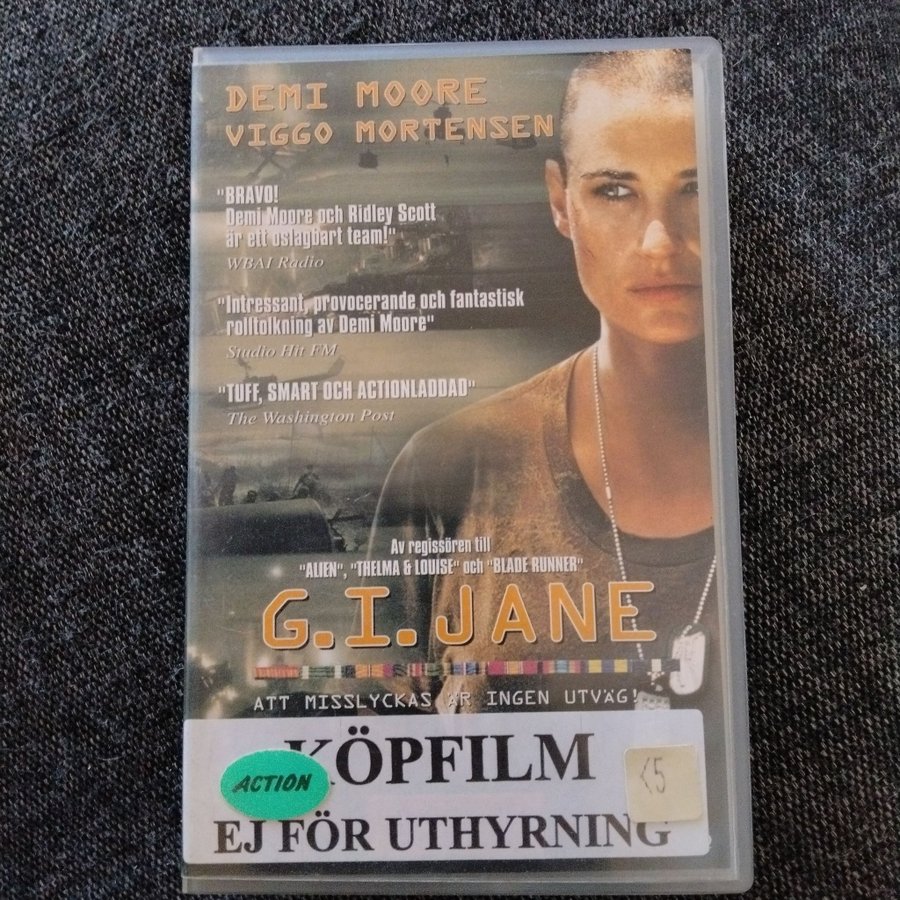 DEMI MOORE
VIGGO MORTENSEN
"BRAVO!
Demi Moore och Ridley Scott
är ett oslagbart team!"
WBAI Radio
"Intressant, provocerande och fantastisk
rolltolkning av Demi Moore"
Studio Hit FM
"TUFF, SMART OCH ACTIONLADDAD"
The Washington Post
Av regissören till
"ALIEN", "THELMA & LOUISE" och "BLADE RUNNER"
G.I. JANE
ATT MISSLYCKAS ÄR INGEN UTVÄG!
KÖPFILM
ACTION
EJ FÖR UTHYRNING